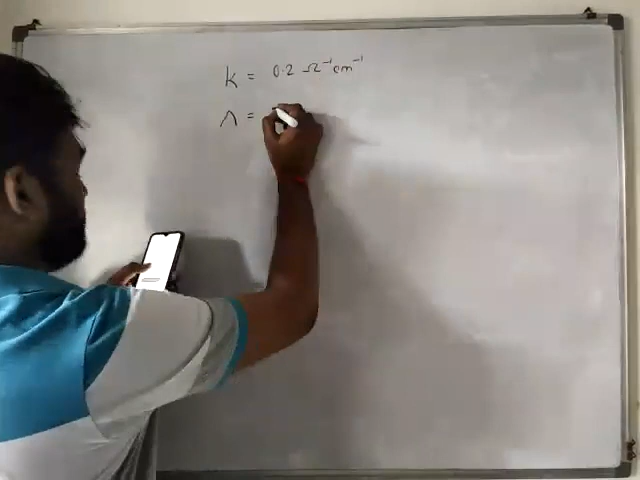 k = 0.2 Ω⁻¹cm⁻¹
Λ =